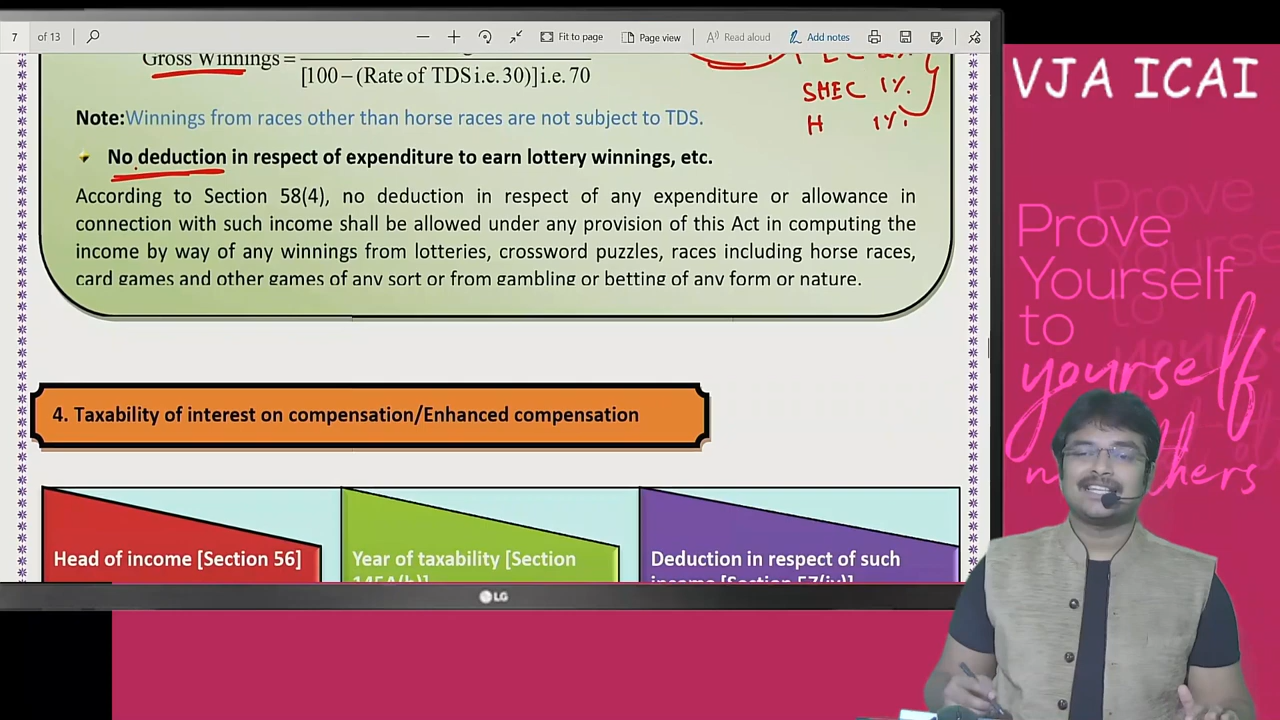 7 of 13 Fit to page Page view Read aloud Add notes
VJA ICAI
Gross Winnings =
[100 – (Rate of TDS i.e. 30)] i.e. 70
SHEC 1%
H 1%
Note:Winnings from races other than horse races are not subject to TDS.
No deduction in respect of expenditure to earn lottery winnings, etc.
According to Section 58(4), no deduction in respect of any expenditure or allowance in
connection with such income shall be allowed under any provision of this Act in computing the
income by way of any winnings from lotteries, crossword puzzles, races including horse races,
card games and other games of any sort or from gambling or betting of any form or nature.
4. Taxability of interest on compensation/Enhanced compensation
Head of income [Section 56]
Year of taxability [Section
145A(b)]
Deduction in respect of such
income [Section 57(iv)]
LG
Prove
Yourself
to
yourself
others